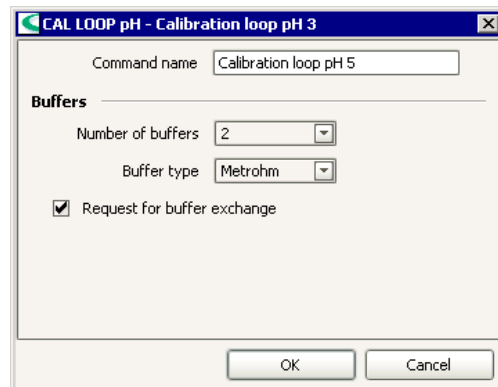 CAL LOOP pH - Calibration loop pH 3
Command name Calibration loop pH 5
Buffers
Number of buffers 2
Buffer type Metrohm
Request for buffer exchange
OK Cancel